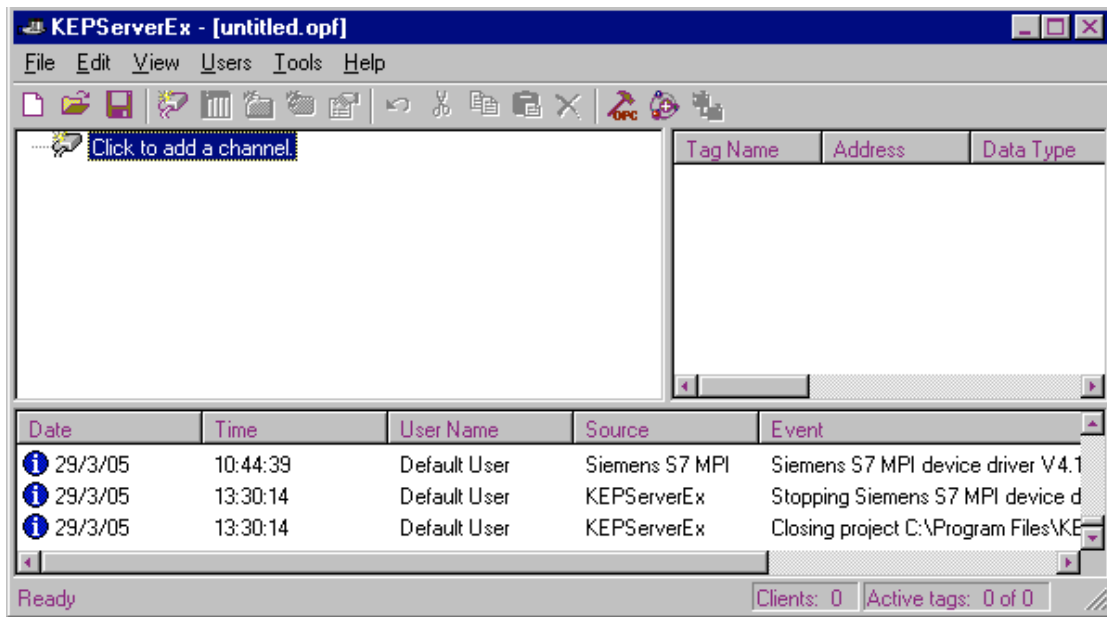 KEPServerEx - [untitled.opf]
File Edit View Users Tools Help
OPC
Click to add a channel.
Tag Name Address Data Type
Date Time User Name Source Event
29/3/05 10:44:39 Default User Siemens S7 MPI Siemens S7 MPI device driver V4.1
29/3/05 13:30:14 Default User KEPServerEx Stopping Siemens S7 MPI device d
29/3/05 13:30:14 Default User KEPServerEx Closing project C:\Program Files\KE
Ready Clients: 0 Active tags: 0 of 0